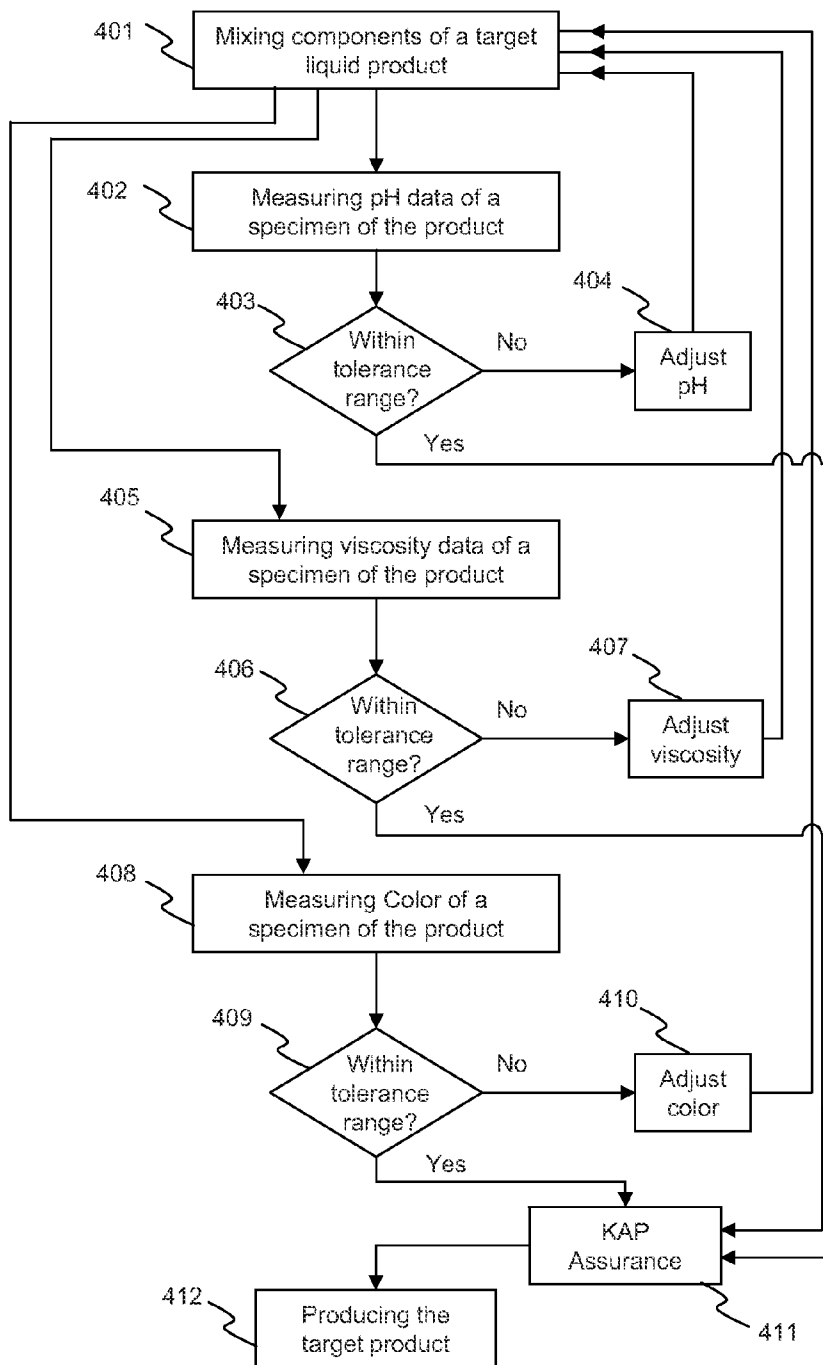 401
Mixing components of a target
liquid product
402
Measuring pH data of a
specimen of the product
403
Within
tolerance
range?
No
404
Adjust
pH
Yes
405
Measuring viscosity data of a
specimen of the product
406
Within
tolerance
range?
No
407
Adjust
viscosity
Yes
408
Measuring Color of a
specimen of the product
409
Within
tolerance
range?
No
410
Adjust
color
Yes
KAP
Assurance
411
412
Producing the
target product